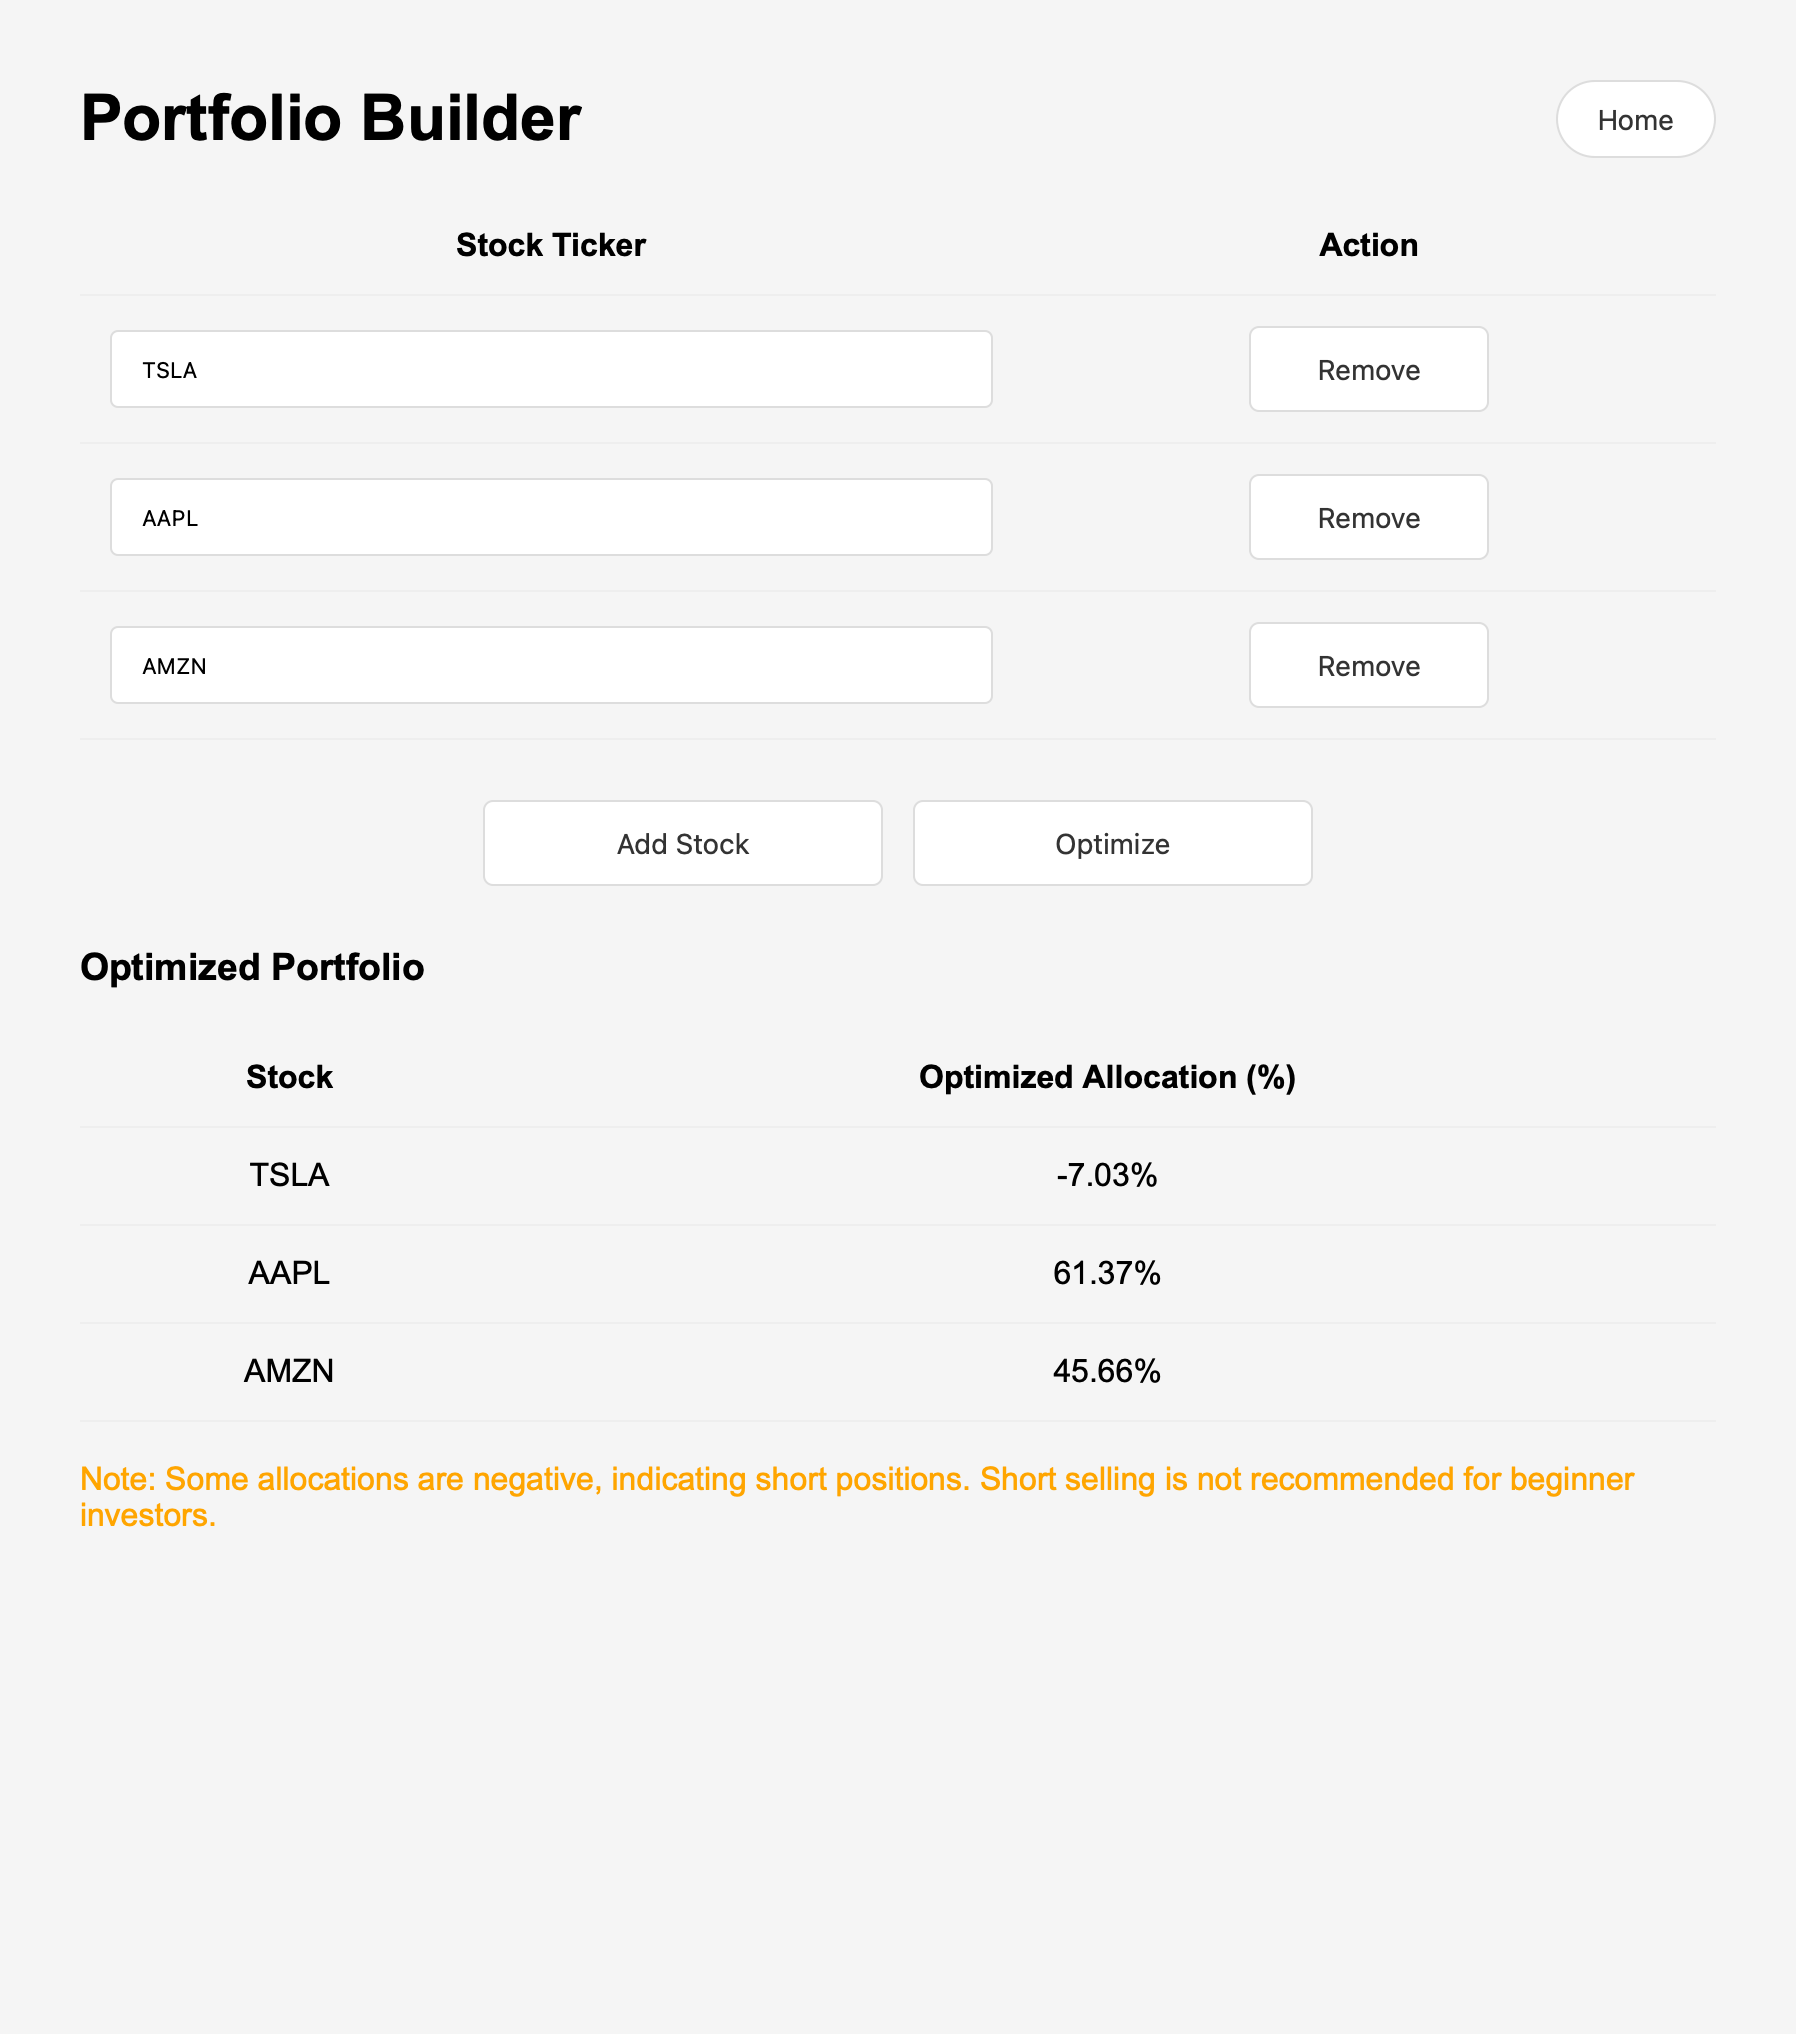 Portfolio Builder
Home
Stock Ticker
Action
TSLA
Remove
AAPL
Remove
AMZN
Remove
Add Stock
Optimize
Optimized Portfolio
Stock
Optimized Allocation (%)
TSLA
-7.03%
AAPL
61.37%
AMZN
45.66%
Note: Some allocations are negative, indicating short positions. Short selling is not recommended for beginner
investors.